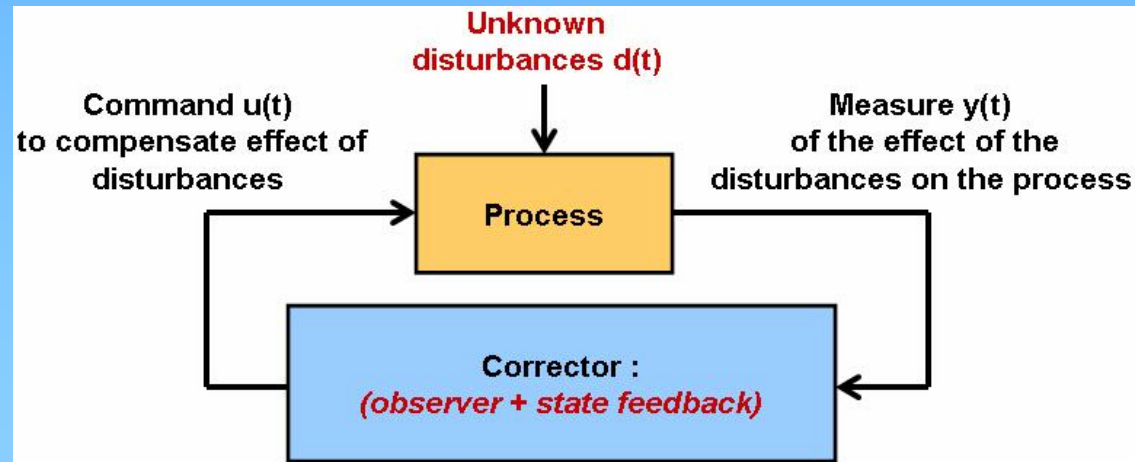 Unknown
disturbances d(t)
Command u(t)
to compensate effect of
disturbances
Measure y(t)
of the effect of the
disturbances on the process
Process
Corrector :
(observer + state feedback)